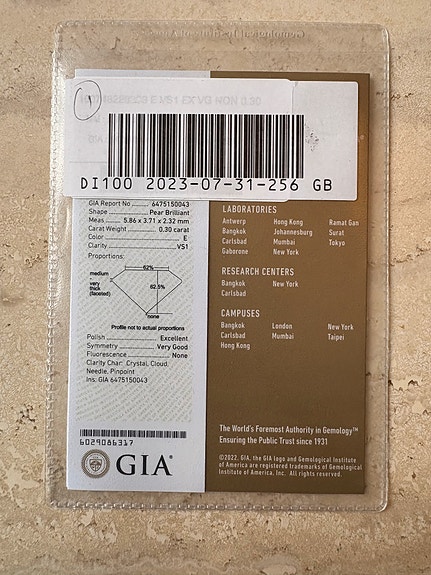 E VS1 EX VG NON 0.30
DI100 2023-07-31-256 GB
GIA Report No. 6475150043
Shape Pear Brilliant
Meas. 5.86 x 3.71 x 2.32 mm
Carat Weight 0.30 carat
Color E
Clarity VS1
Proportions:
62%
medium
-
very
thick
(faceted)
62.5%
none
Profile not to actual proportions
Polish Excellent
Symmetry Very Good
Fluorescence None
Clarity Char: Crystal, Cloud,
Needle, Pinpoint
Ins: GIA 6475150043
6029086317
GIA®
LABORATORIES
Antwerp Hong Kong Ramat Gan
Bangkok Johannesburg Surat
Carlsbad Mumbai Tokyo
Gaborone New York
RESEARCH CENTERS
Bangkok New York
Carlsbad
CAMPUSES
Bangkok London New York
Carlsbad Mumbai Taipei
Hong Kong
The World's Foremost Authority in Gemology™
Ensuring the Public Trust since 1931
©2022. GIA, the GIA logo and Gemological Institute
of America are registered trademarks of Gemological
Institute of America, Inc. All rights reserved.